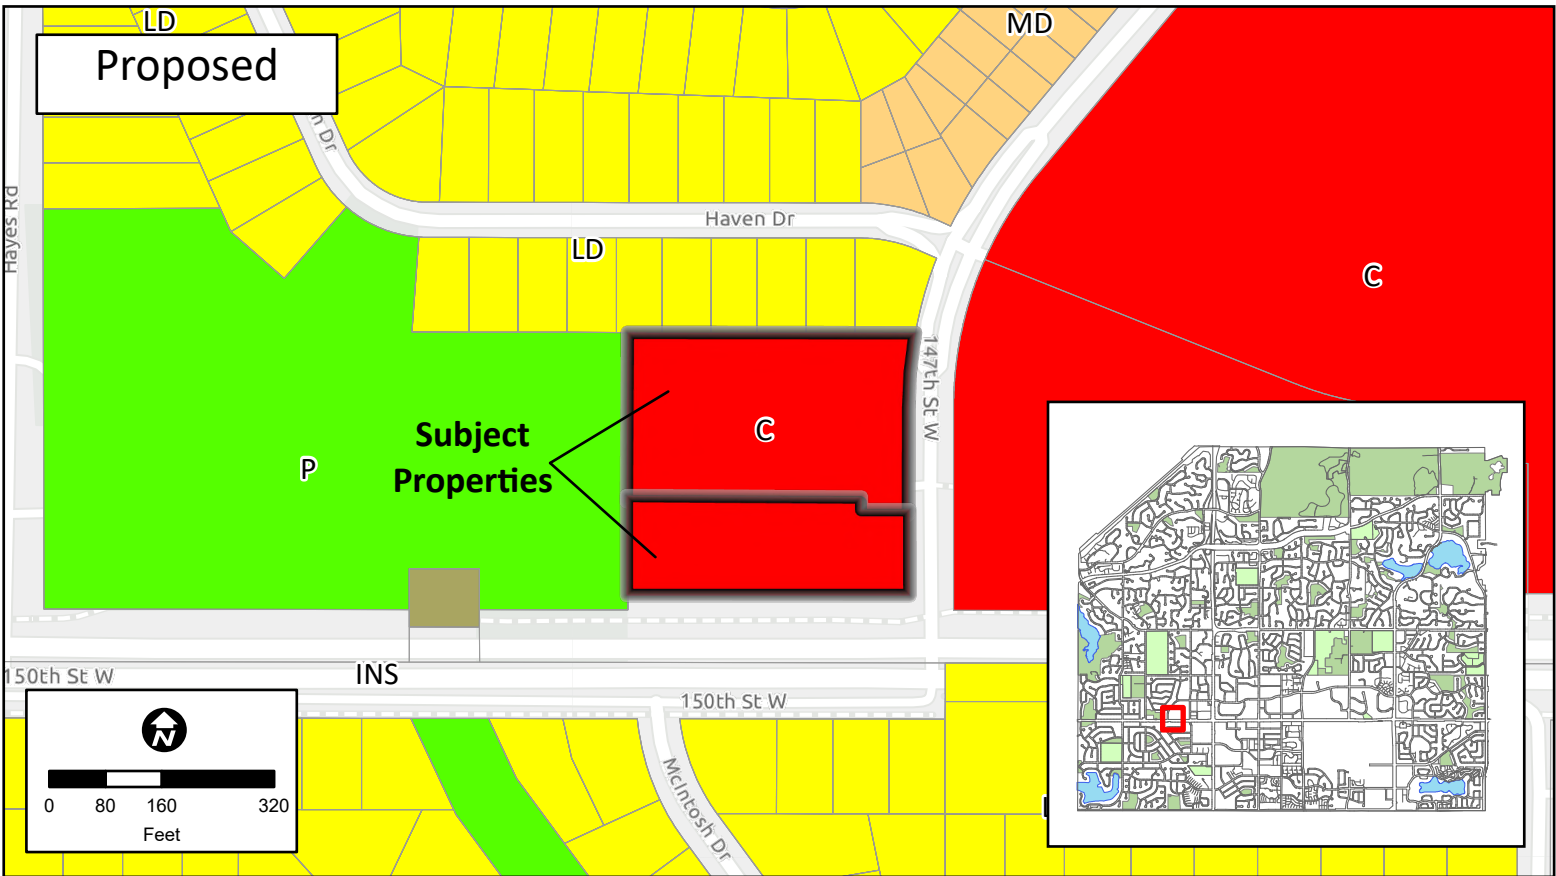 LD
MD
Proposed
n Dr
Hayes Rd
Haven Dr
LD
C
147th St W
Subject
Properties
C
P
150th St W
INS
150th St W
McIntosh Dr
N
0 80 160 320
Feet